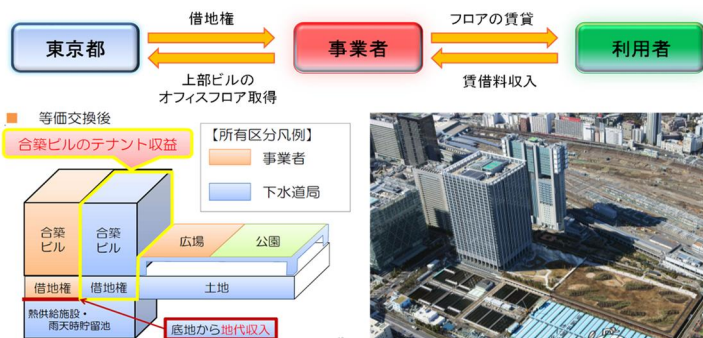 借地権
フロアの賃貸
東京都
事業者
利用者
上部ビルの
オフィスフロア取得
賃借料収入
等価交換後
合築ビルのテナント収益
【所有区分凡例】
事業者
下水道局
合築
ビル
合築
ビル
広場
公園
借地権
借地権
土地
熱供給施設・
雨天時貯留池
底地から地代収入